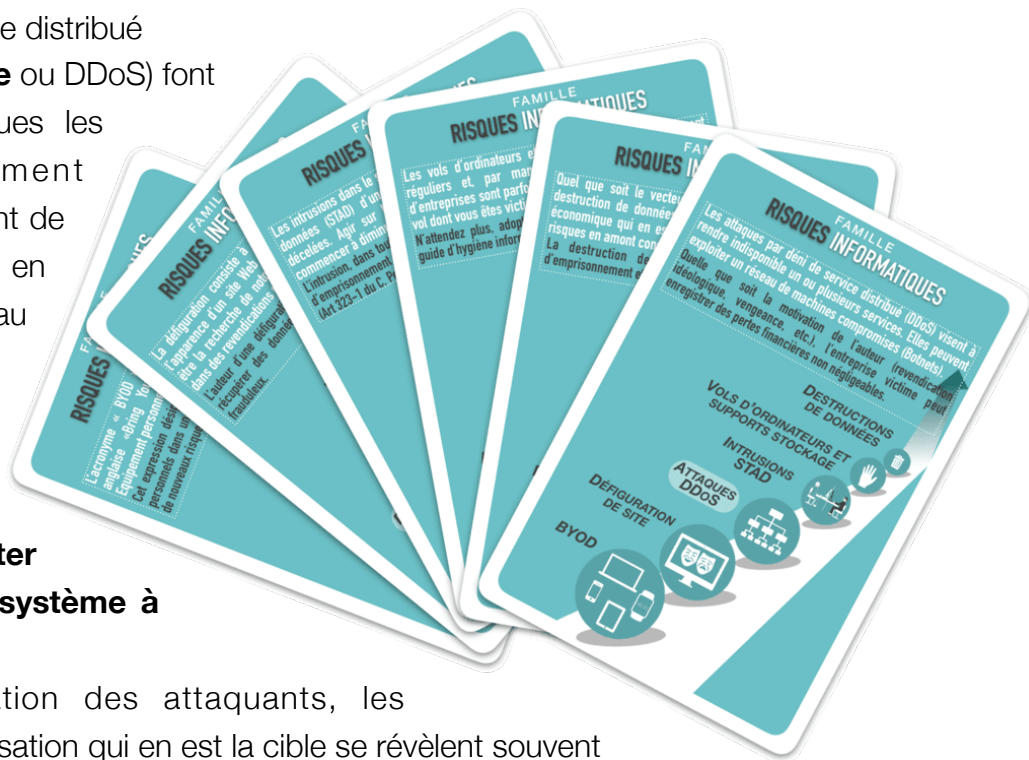 e distribué
e ou DDoS) font
ues les
ment
nt de
en
au
ter
système à
tion des attaquants, les
sation qui en est la cible se révèlent souvent
RISQUES
L'acronyme « BYOD
anglaise «Bring You
Equipement personn
Cet expression dési
personnels dans un
de nouveaux risque
FAMIL
RISQUES INFO
La défiguration consiste à
l'apparence d'un site Web.
être la recherche de noto
dans des revendications
L'auteur d'une défigura
récupérer des donné
frauduleux.
RISQUES
Les intrusions dans le
données (STAD) d'un
décelées. Agir sur
commencer à dimin
L'intrusion, dans tou
d'emprisonnement
(Art 323-1 du C. P
FAMILLE
RISQUES INFORMATIQUES
Les vols d'ordinateurs e
réguliers et, par man
d'entreprises sont parfo
vol dont vous êtes victi
N'attendez plus, adop
guide d'hygiène infor
FAM
RISQUES IN
Quel que soit le vecteu
destruction de donnée
économique qui en es
risques en amont con
La destruction de
d'emprisonnement e
FAMILLE
RISQUES INFORMATIQUES
Les attaques par déni de service distribué (DDoS) visent à
rendre indisponible un ou plusieurs services. Elles peuvent
exploiter un réseau de machines compromises (Botnets).
Quelle que soit la motivation de l'auteur (revendication
idéologique, vengeance, etc.), l'entreprise victime peut
enregistrer des pertes financières non négligeables.
DESTRUCTIONS
DE DONNÉES
VOLS D'ORDINATEURS ET
SUPPORTS STOCKAGE
INTRUSIONS
STAD
ATTAQUES
DDoS
DÉFIGURATION
DE SITE
BYOD